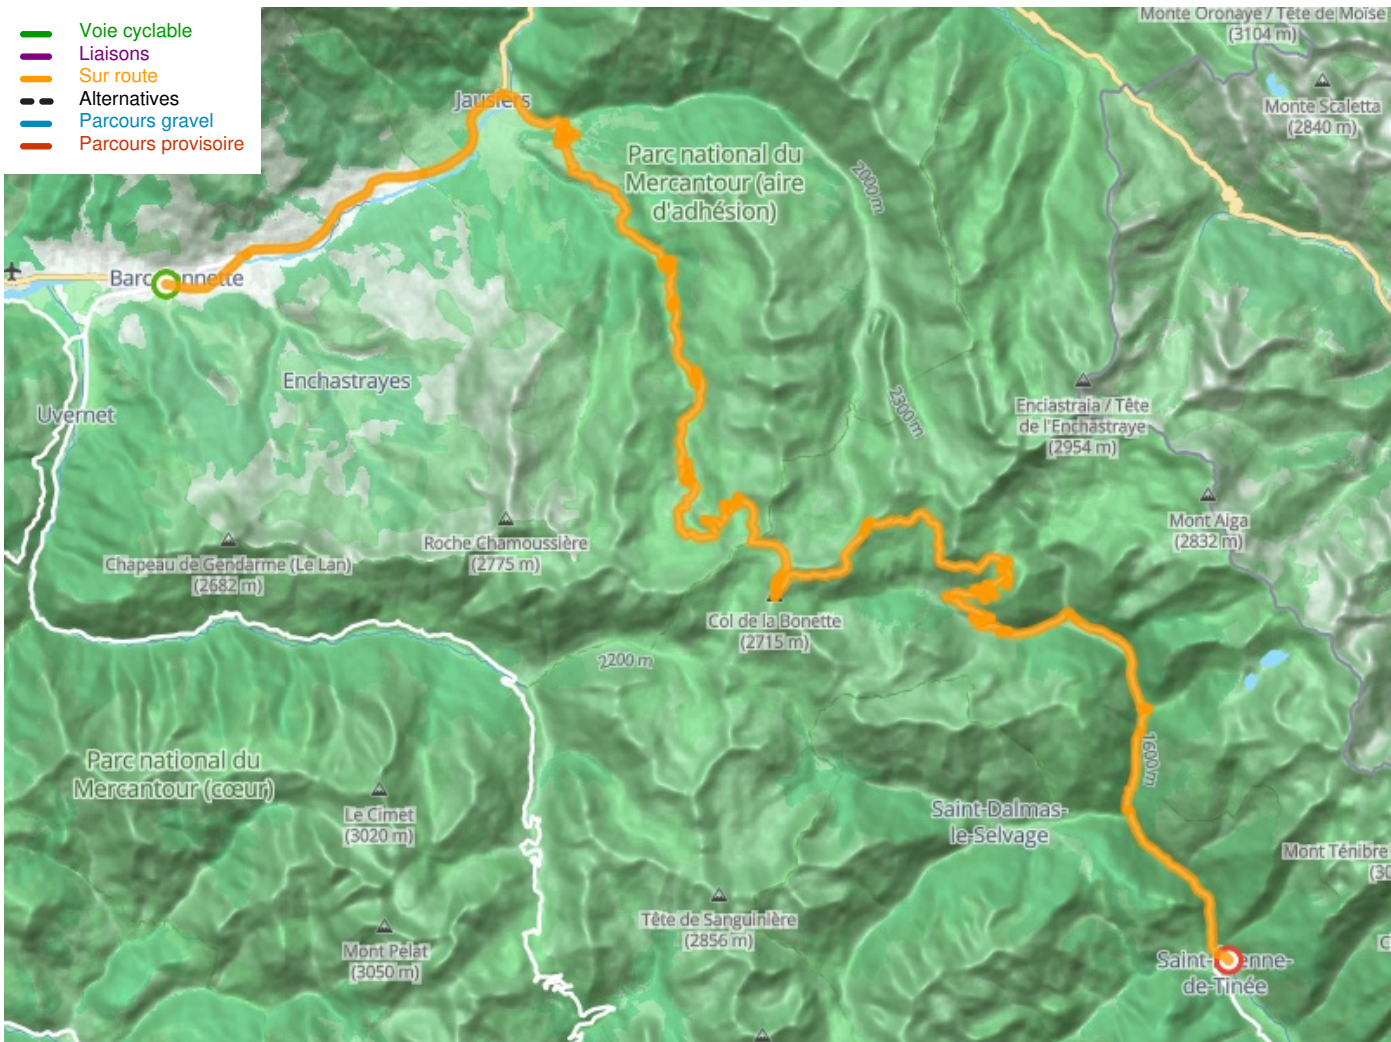 Voie cyclable
Liaisons
Sur route
Alternatives
Parcours gravel
Parcours provisoire
Monte Oronaye / Tête de Moïse
(3104 m)
Jausiers
Monte Scaletta
(2840 m)
Parc national du
Mercantour (aire
d'adhésion)
2000 m
Enchastrayes
Uvernet
2300 m
Enciastraia / Tête
de l'Enchastraye
(2954 m)
Mont Aiga
(2832 m)
Roche Chamoussière
(2775 m)
Chapeau de Gendarme (Le Lan)
(2682 m)
Col de la Bonette
(2715 m)
2200 m
1600 m
Parc national du
Mercantour (cœur)
Le Cimet
(3020 m)
Saint-Dalmas-
le-Selvage
Mont Ténibre
Tête de Sanguinière
(2856 m)
Mont Pelat
(3050 m)
de-Tinée